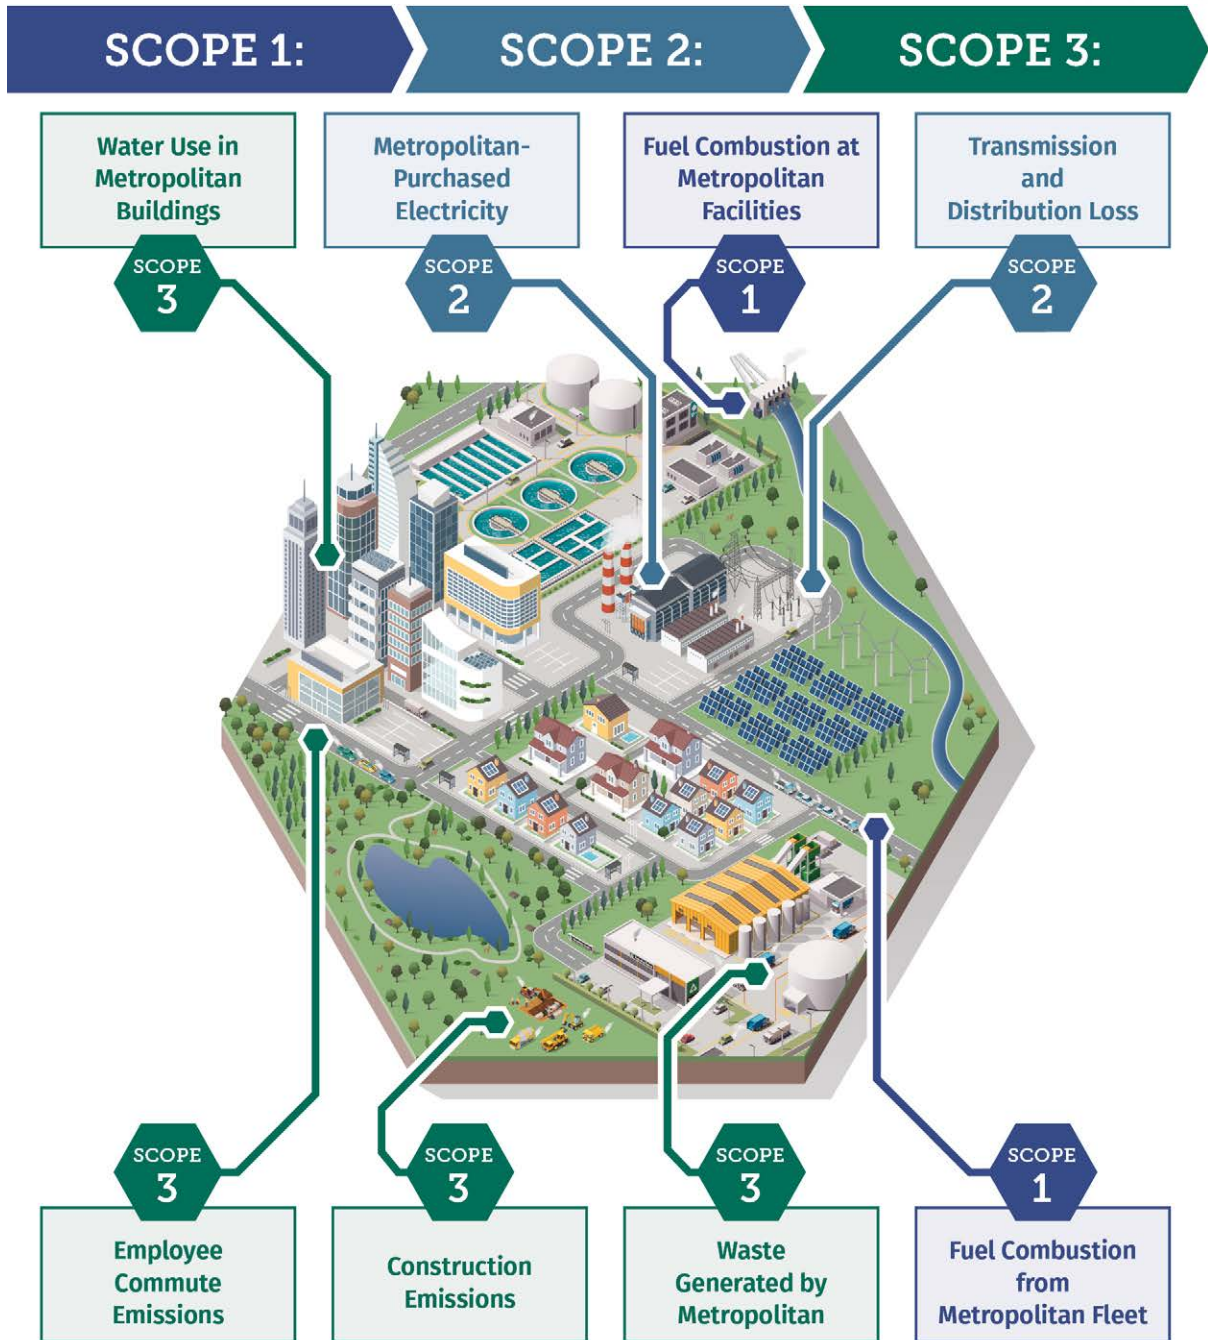 SCOPE 1:
SCOPE 2:
SCOPE 3:
Water Use in
Metropolitan
Buildings
SCOPE
3
Metropolitan-
Purchased
Electricity
SCOPE
2
Fuel Combustion at
Metropolitan
Facilities
SCOPE
1
Transmission
and
Distribution Loss
SCOPE
2
SCOPE
3
Employee
Commute
Emissions
SCOPE
3
Construction
Emissions
SCOPE
3
Waste
Generated by
Metropolitan
SCOPE
1
Fuel Combustion
from
Metropolitan Fleet